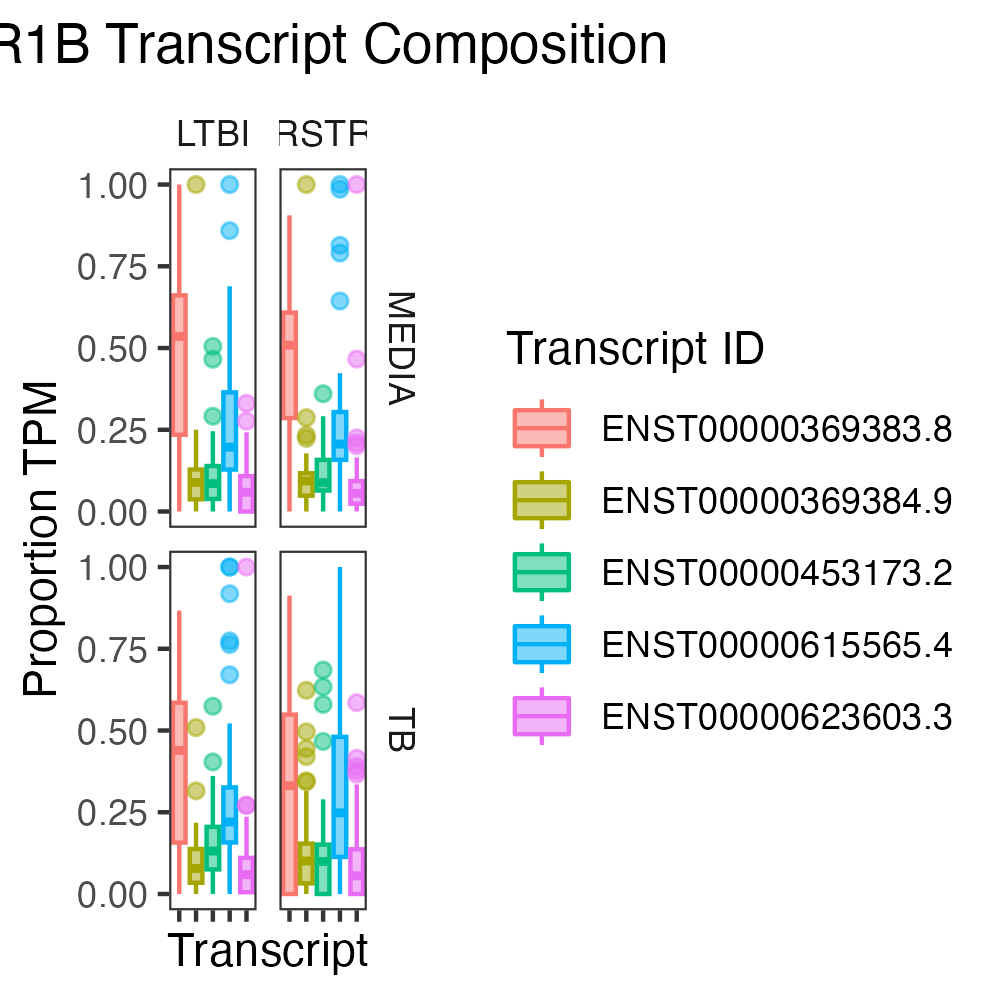 R1B Transcript Composition
LTBI RSTR
1.00
0.75
0.50
0.25
0.00
MEDIA
1.00
0.75
0.50
0.25
0.00
TB
Proportion TPM
Transcript
Transcript ID
ENST00000369383.8
ENST00000369384.9
ENST00000453173.2
ENST00000615565.4
ENST00000623603.3